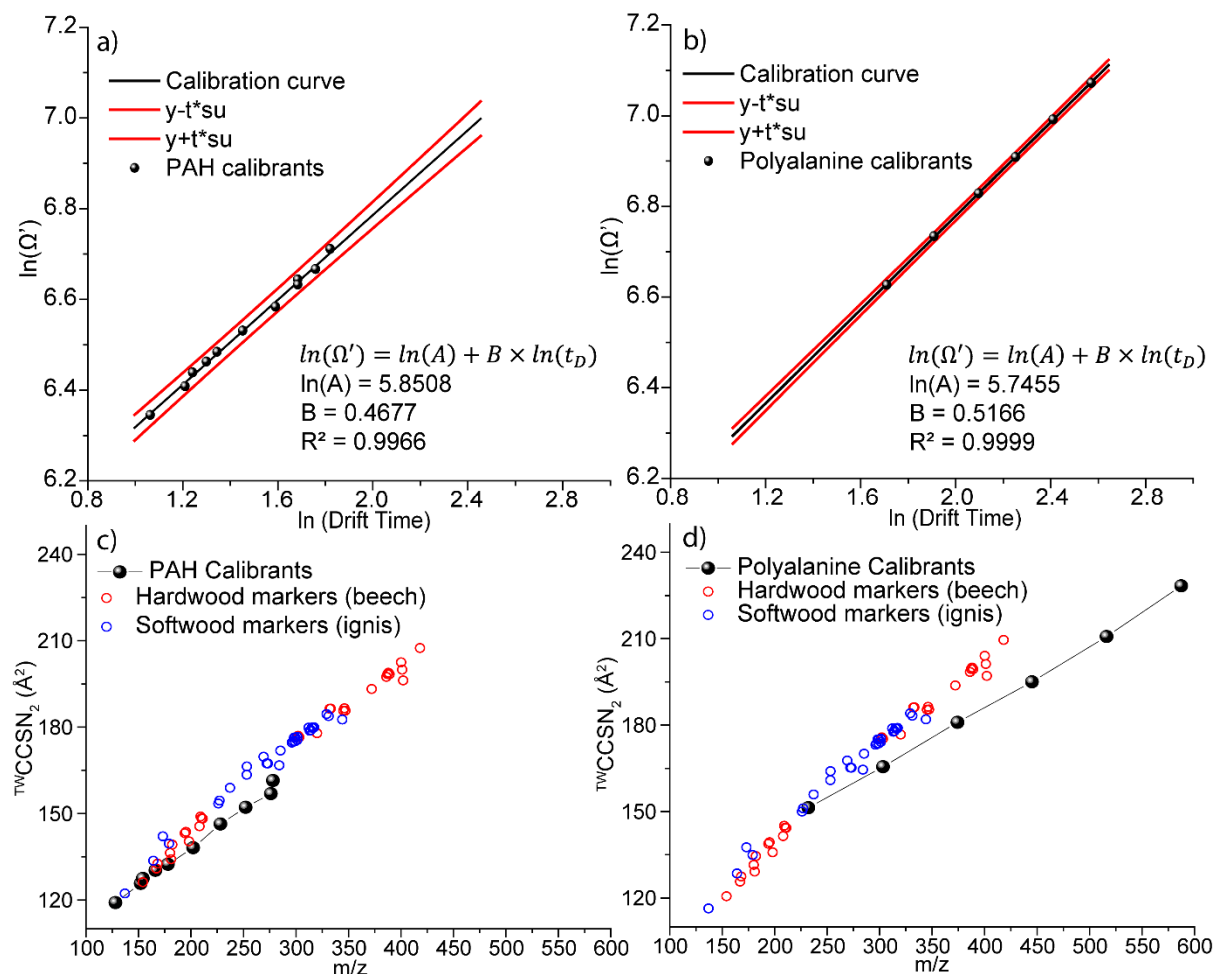 a)
7.2
7.0
6.8
6.6
6.4
6.2
ln(Ω')
Calibration curve
y-t*su
y+t*su
PAH calibrants
ln(Ω′) = ln(A) + B × ln(t_D)
ln(A) = 5.8508
B = 0.4677
R² = 0.9966
0.8 1.2 1.6 2.0 2.4 2.8
ln (Drift Time)
b)
7.2
7.0
6.8
6.6
6.4
6.2
ln(Ω')
Calibration curve
y-t*su
y+t*su
Polyalanine calibrants
ln(Ω′) = ln(A) + B × ln(t_D)
ln(A) = 5.7455
B = 0.5166
R² = 0.9999
0.8 1.2 1.6 2.0 2.4 2.8
ln (Drift Time)
c)
240
210
180
150
120
TWCCSN₂ (Å²)
PAH Calibrants
Hardwood markers (beech)
Softwood markers (ignis)
100 150 200 250 300 350 400 450 500 550 600
m/z
d)
240
210
180
150
120
TWCCSN₂ (Å²)
Polyalanine Calibrants
Hardwood markers (beech)
Softwood markers (ignis)
100 150 200 250 300 350 400 450 500 550 600
m/z